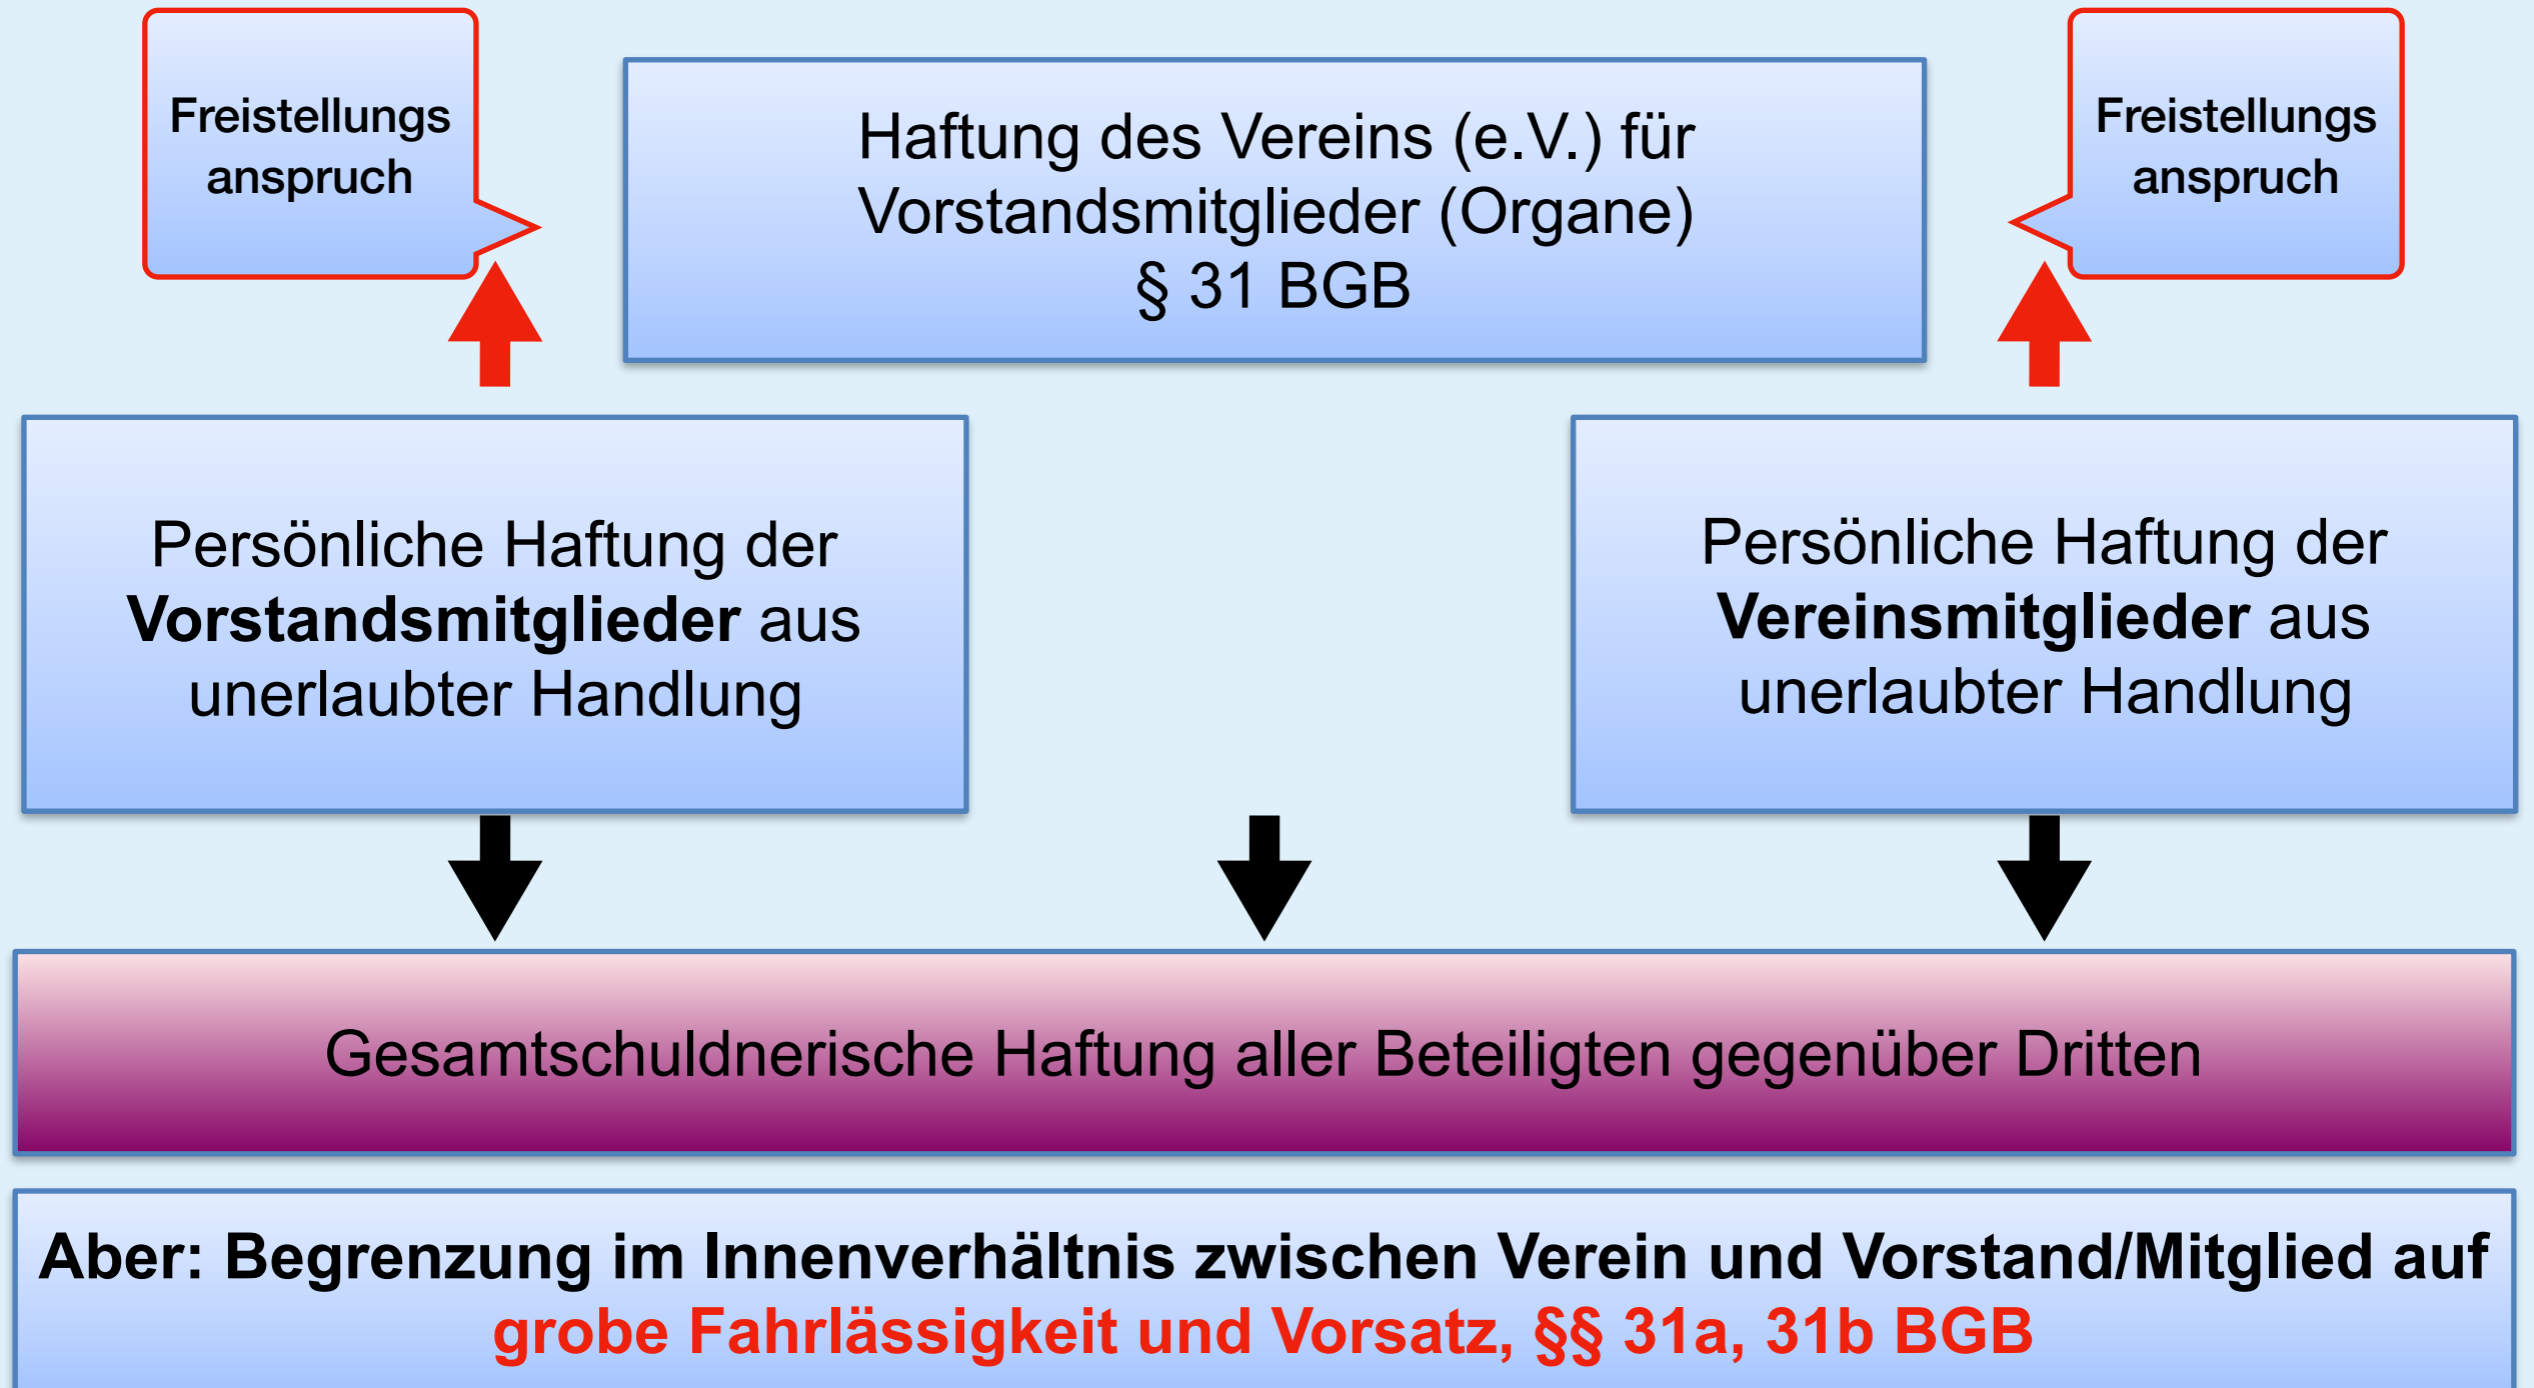 Freistellungs
anspruch
Haftung des Vereins (e.V.) für
Vorstandsmitglieder (Organe)
§ 31 BGB
Freistellungs
anspruch
Persönliche Haftung der
Vorstandsmitglieder aus
unerlaubter Handlung
Persönliche Haftung der
Vereinsmitglieder aus
unerlaubter Handlung
Gesamtschuldnerische Haftung aller Beteiligten gegenüber Dritten
Aber: Begrenzung im Innenverhältnis zwischen Verein und Vorstand/Mitglied auf
grobe Fahrlässigkeit und Vorsatz, §§ 31a, 31b BGB